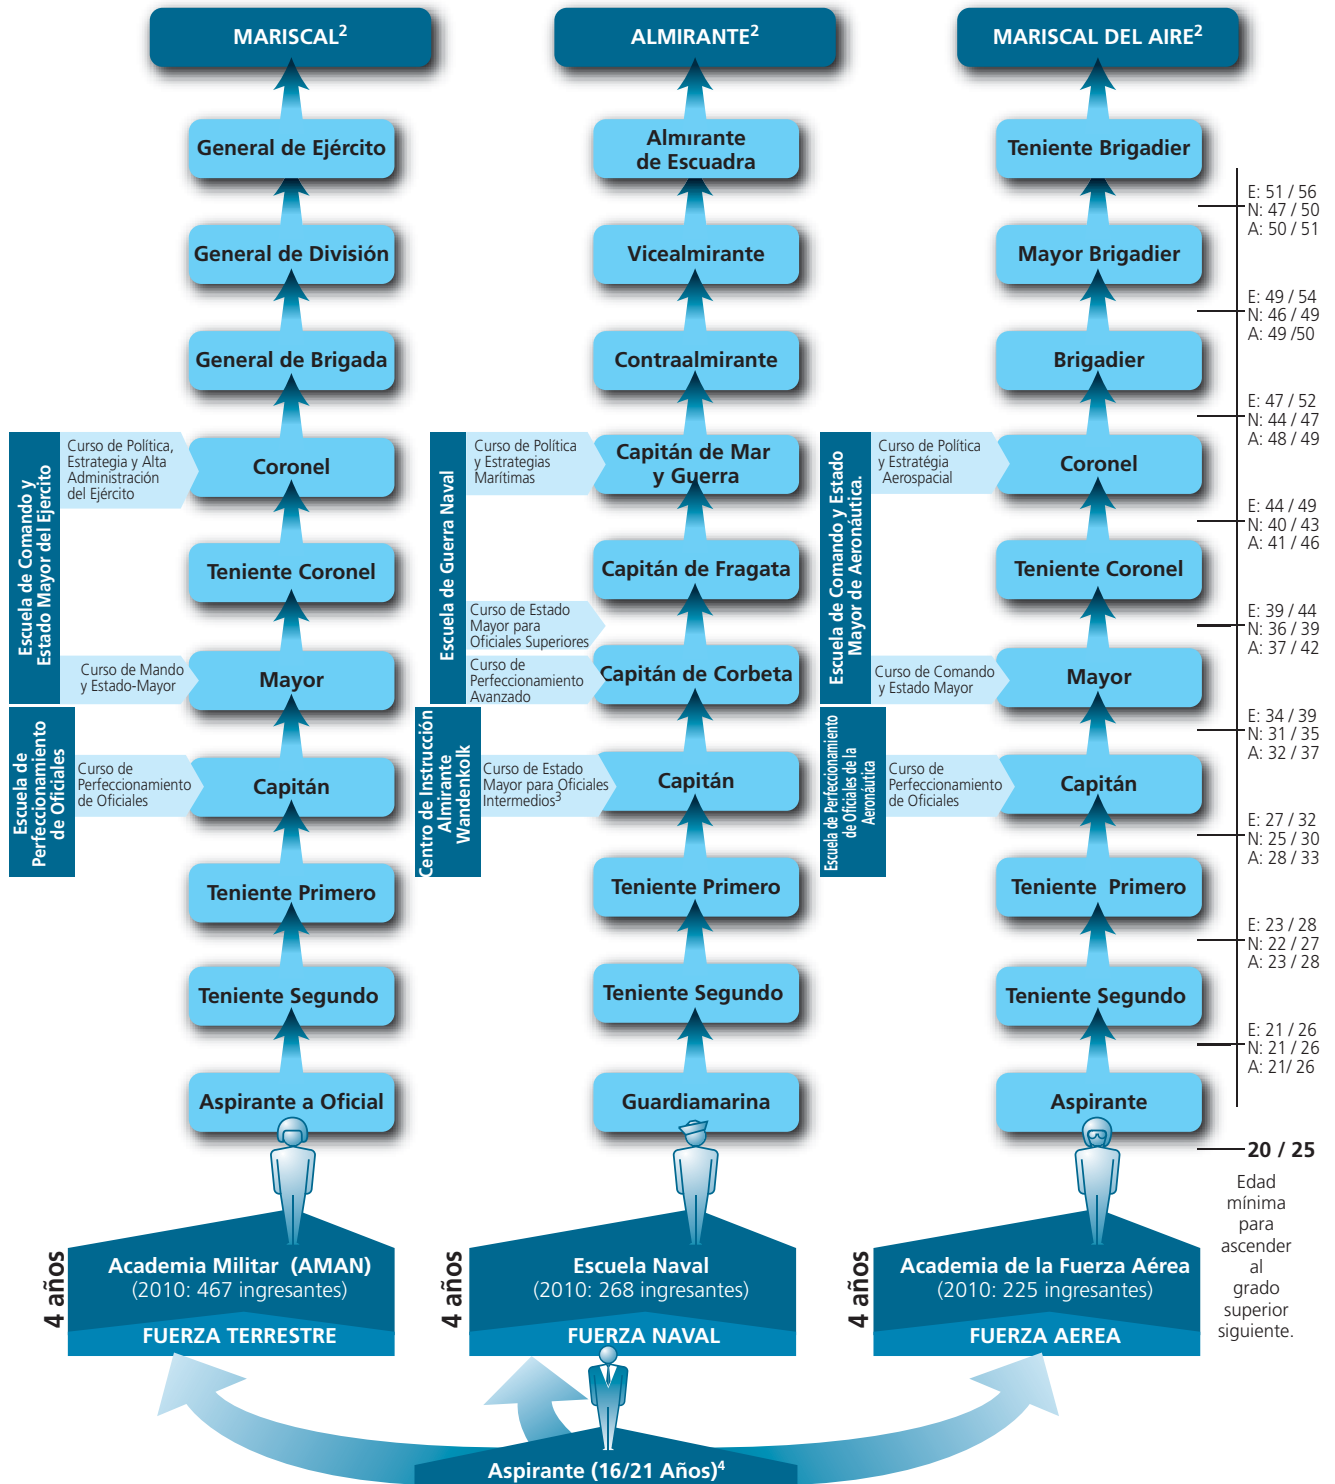 MARISCAL²
ALMIRANTE²
MARISCAL DEL AIRE²
General de Ejército
Almirante
de Escuadra
Teniente Brigadier
E: 51 / 56
N: 47 / 50
A: 50 / 51
General de División
Vicealmirante
Mayor Brigadier
E: 49 / 54
N: 46 / 49
A: 49 /50
General de Brigada
Contraalmirante
Brigadier
E: 47 / 52
N: 44 / 47
A: 48 / 49
Escuela de Comando y
Estado Mayor del Ejercito
Curso de Política,
Estrategia y Alta
Administración
del Ejército
Coronel
Escuela de Guerra Naval
Curso de Política
y Estrategias
Marítimas
Capitán de Mar
y Guerra
Escuela de Comando y Estado
Mayor de Aeronáutica.
Curso de Política
y Estratégia
Aerospacial
Coronel
E: 44 / 49
N: 40 / 43
A: 41 / 46
Teniente Coronel
Capitán de Fragata
Teniente Coronel
Curso de Estado
Mayor para
Oficiales Superiores
E: 39 / 44
N: 36 / 39
A: 37 / 42
Curso de Mando
y Estado-Mayor
Mayor
Curso de
Perfeccionamiento
Avanzado
Capitán de Corbeta
Curso de Comando
y Estado Mayor
Mayor
E: 34 / 39
N: 31 / 35
A: 32 / 37
Escuela de
Perfeccionamiento
de Oficiales
Curso de
Perfeccionamiento
de Oficiales
Capitán
Centro de Instrucción
Almirante
Wandenkolk
Curso de Estado
Mayor para Oficiales
Intermedios³
Capitán
Escuela de Perfeccionamiento
de Oficiales de la
Aeronáutica
Curso de
Perfeccionamiento
de Oficiales
Capitán
E: 27 / 32
N: 25 / 30
A: 28 / 33
Teniente Primero
Teniente Primero
Teniente Primero
E: 23 / 28
N: 22 / 27
A: 23 / 28
Teniente Segundo
Teniente Segundo
Teniente Segundo
E: 21 / 26
N: 21 / 26
A: 21/ 26
Aspirante a Oficial
Guardiamarina
Aspirante
20 / 25
Edad
mínima
para
ascender
al
grado
superior
siguiente.
4 años
Academia Militar (AMAN)
(2010: 467 ingresantes)
FUERZA TERRESTRE
4 años
Escuela Naval
(2010: 268 ingresantes)
FUERZA NAVAL
4 años
Academia de la Fuerza Aérea
(2010: 225 ingresantes)
FUERZA AEREA
Aspirante (16/21 Años)⁴